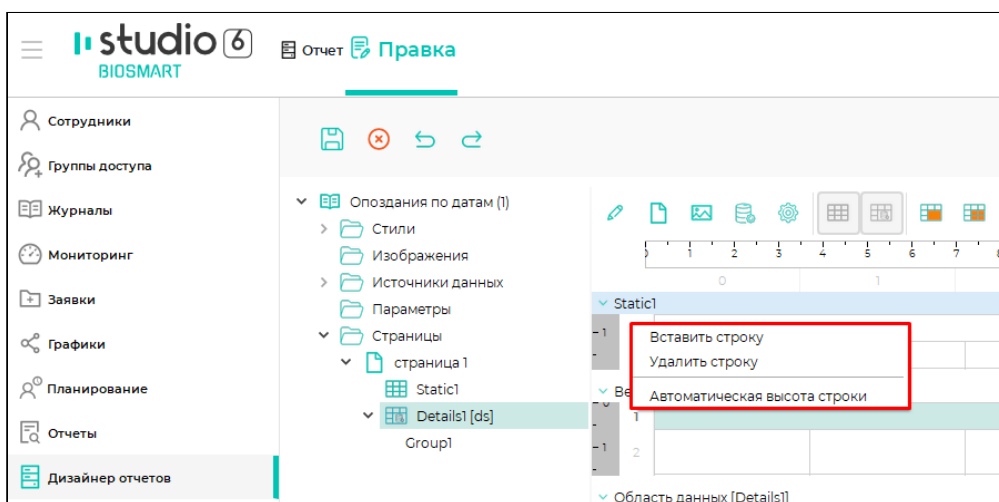 studio 6
BIOSMART
Отчет
Правка
Сотрудники
Группы доступа
Журналы
Мониторинг
Заявки
Графики
Планирование
Отчеты
Дизайнер отчетов
Опоздания по датам (1)
Стили
Изображения
Источники данных
Параметры
Страницы
страница 1
Static1
Details1 [ds]
Group1
1 2 3 4 5 6 7
0 1
Static1
1
Вставить строку
Удалить строку
Автоматическая высота строки
Ве
1
1
2
Область данных [Details1]